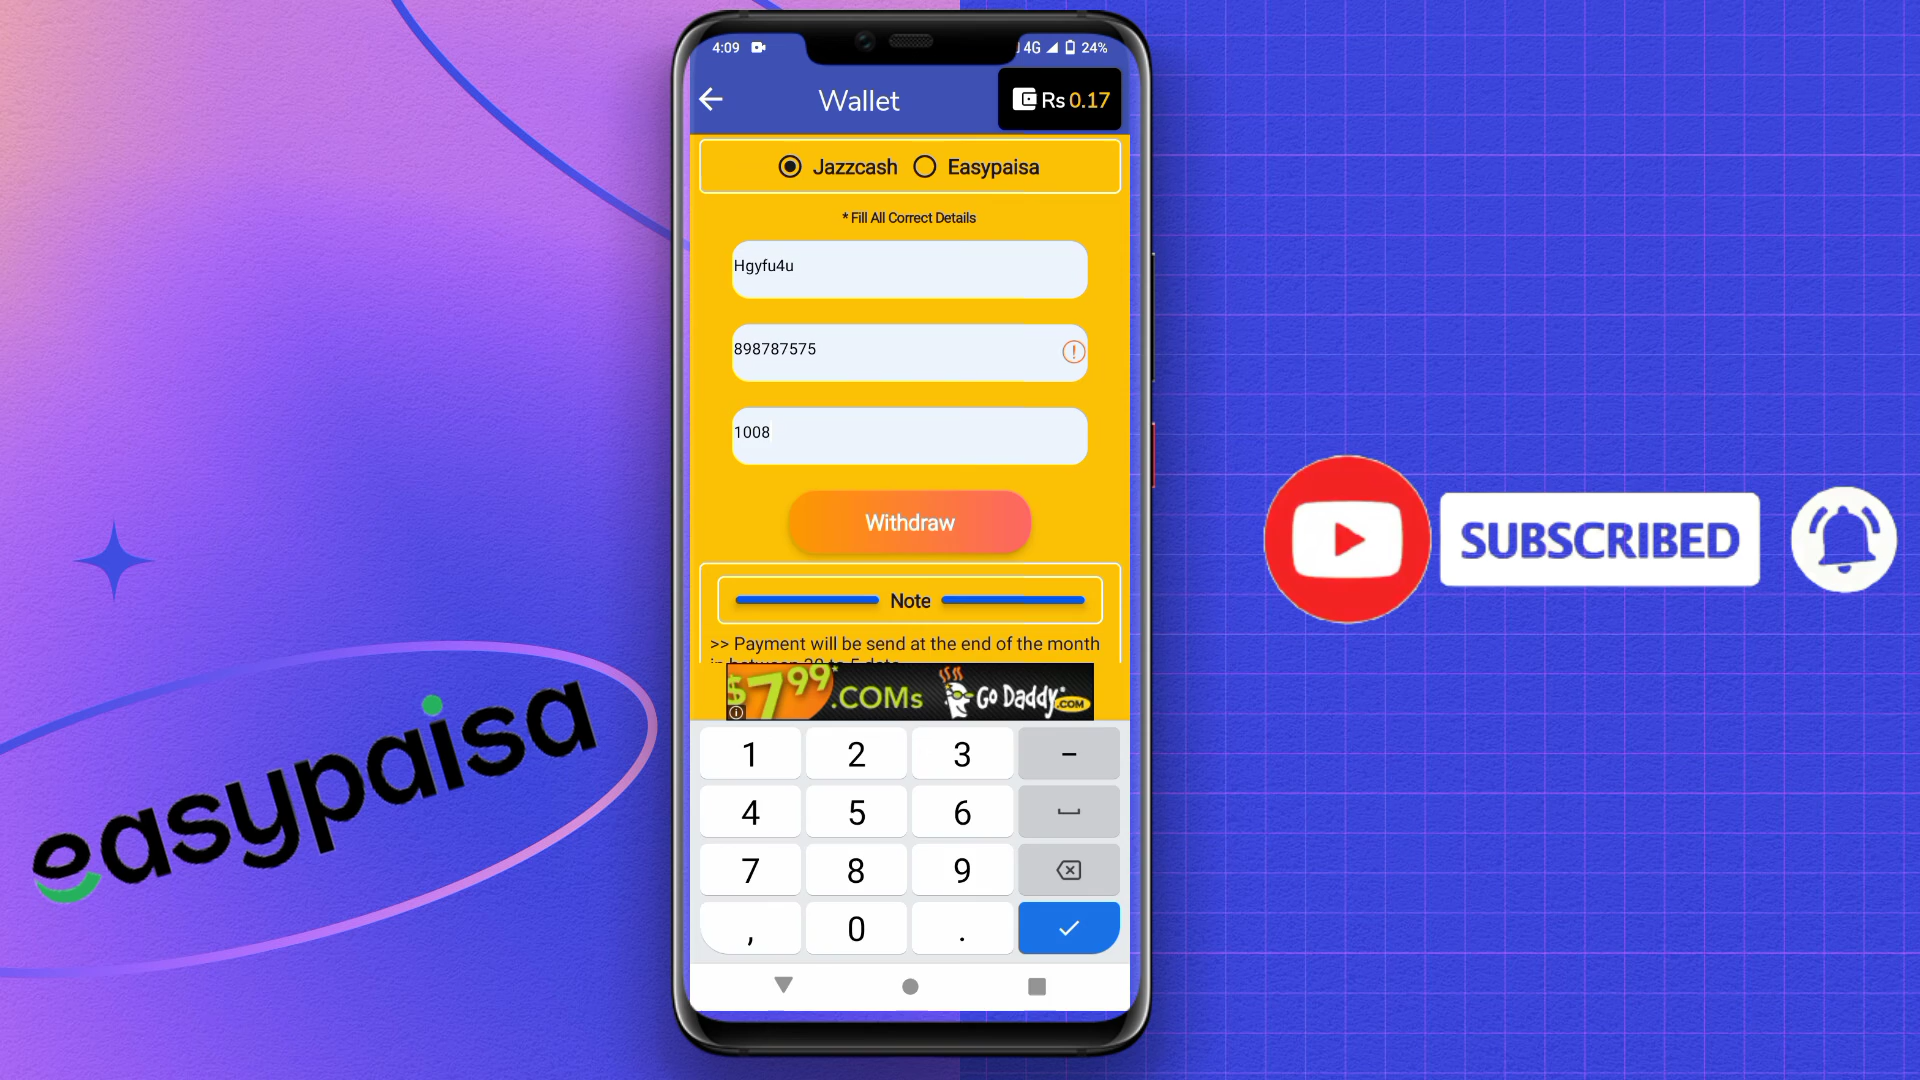 4:09
4G
24%
Wallet
Rs 0.17
Jazzcash
Easypaisa
* Fill All Correct Details
Hgyfu4u
898787575
1008
Withdraw
Note
>> Payment will be send at the end of the month
$7.99*
.COMs
Go Daddy
.COM
1 2 3 -
4 5 6
7 8 9
, 0 .
easypaisa
SUBSCRIBED